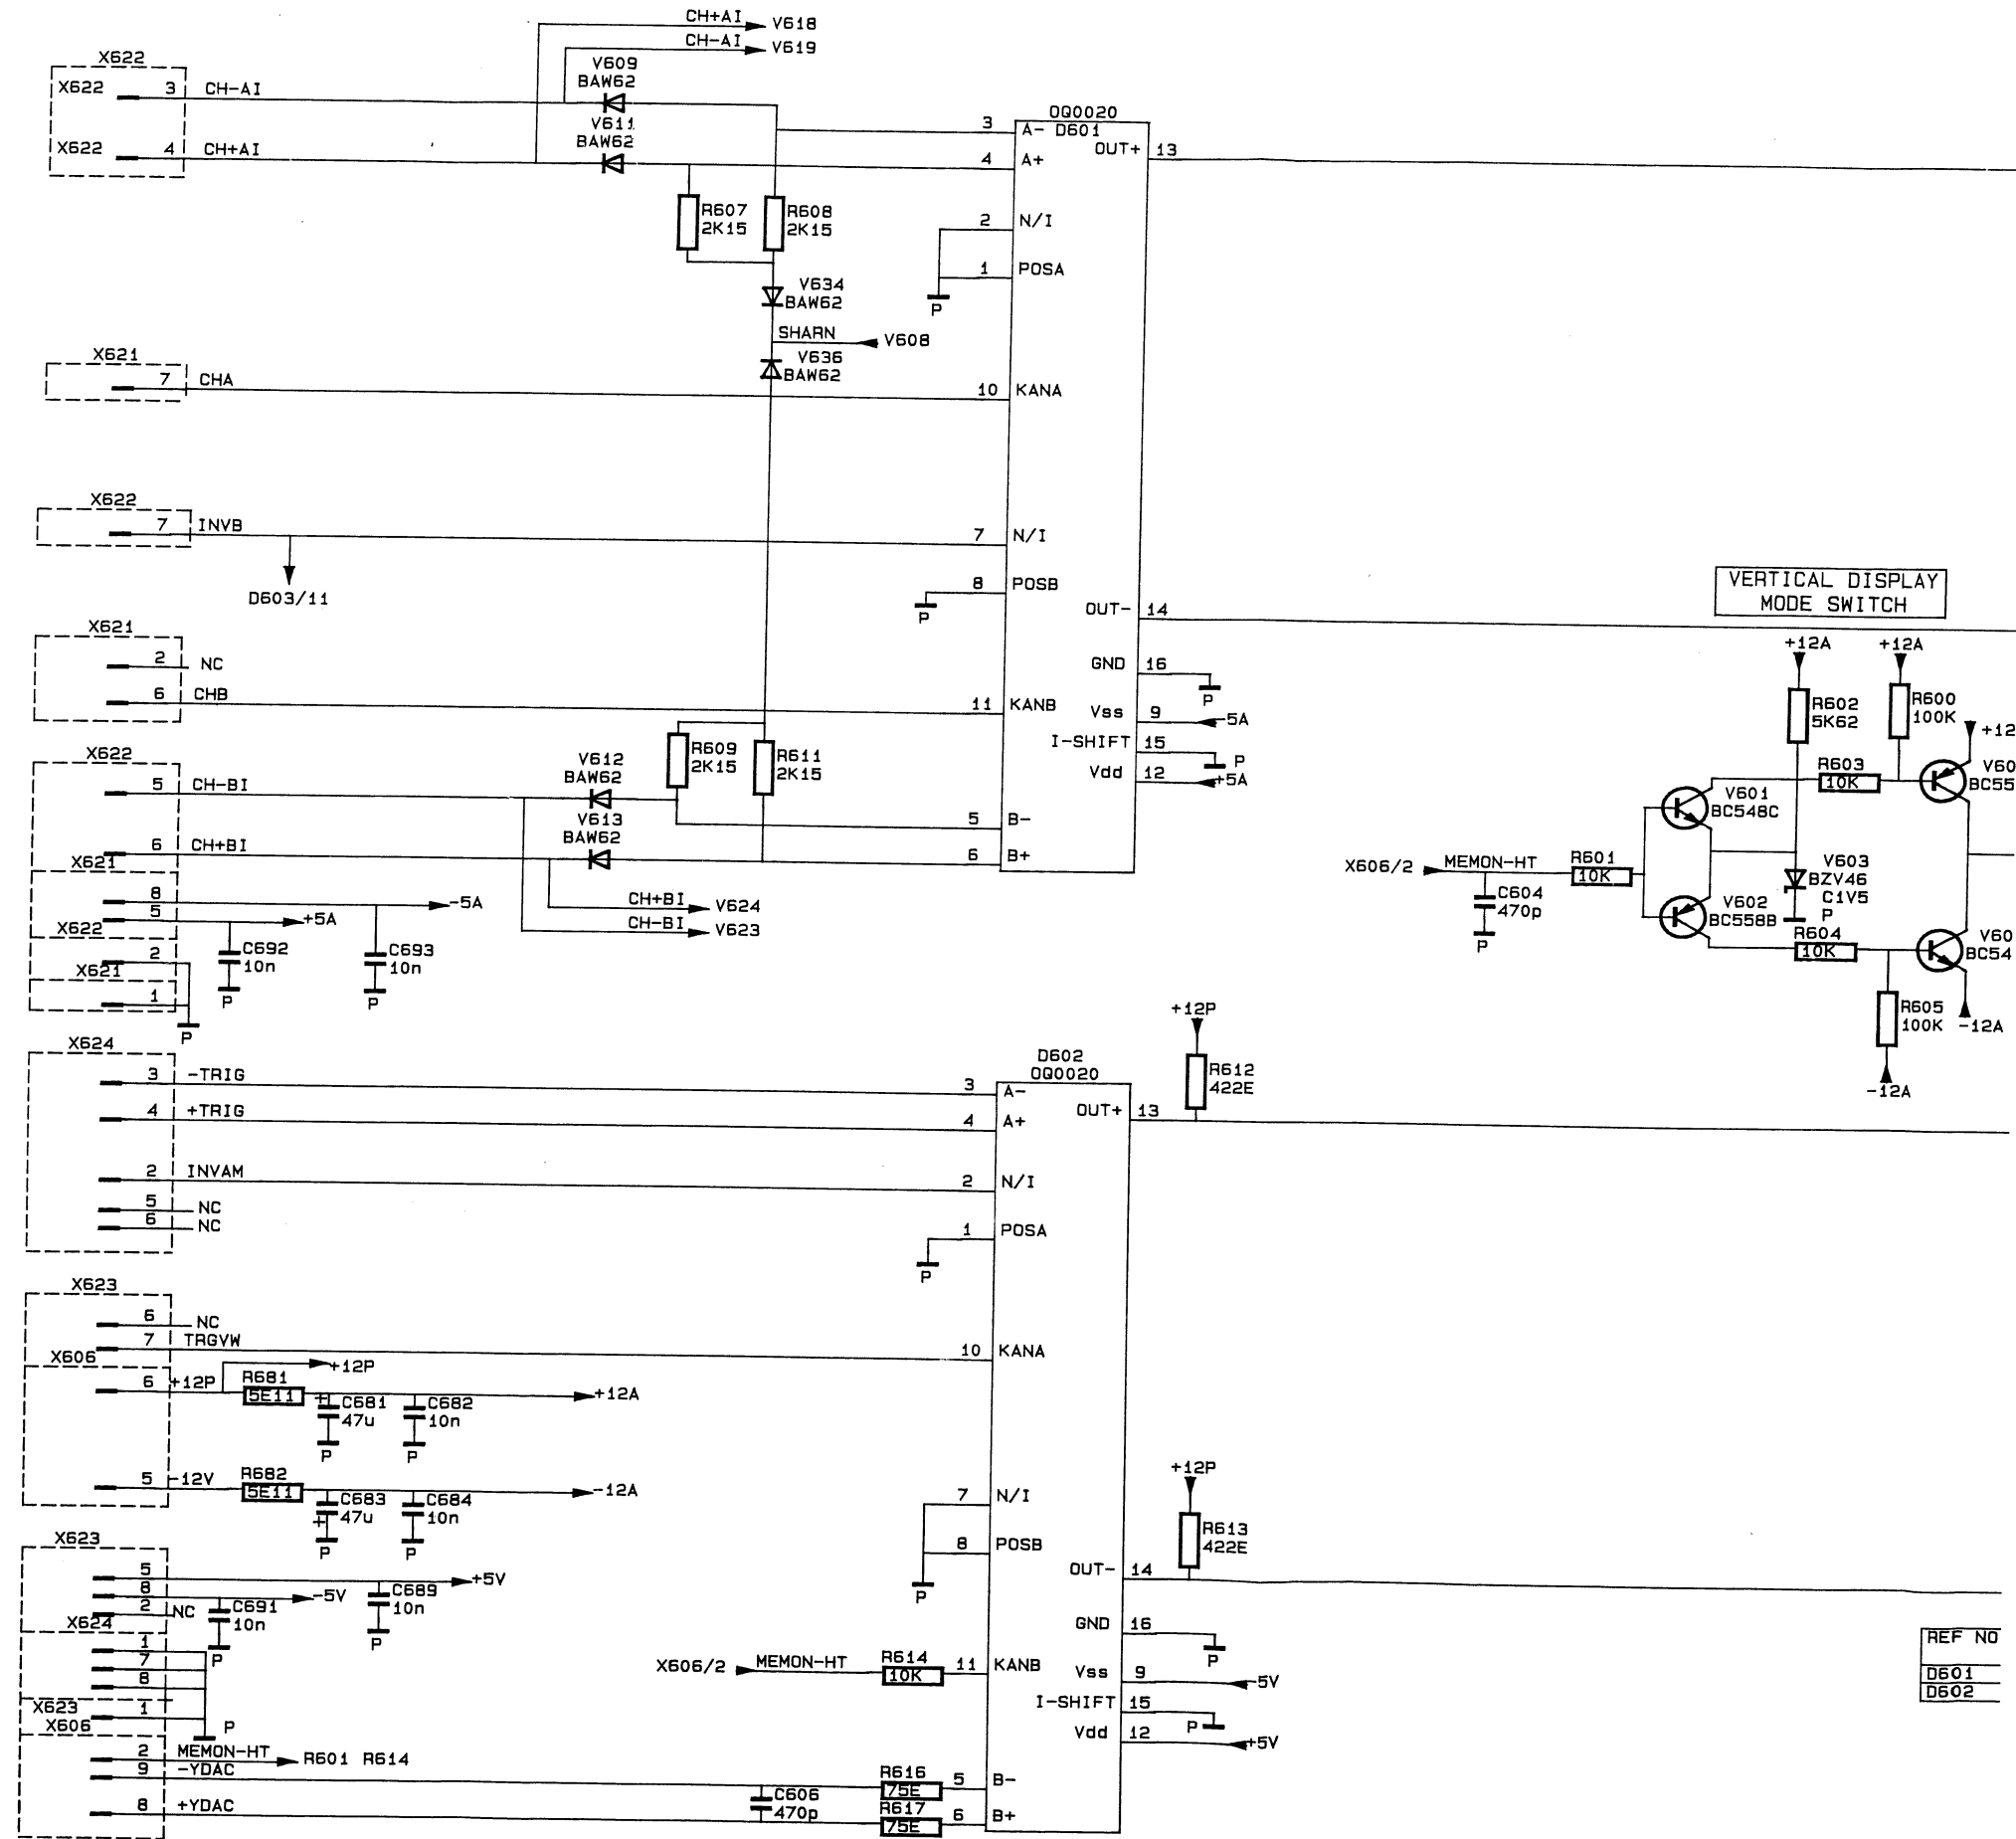 CH+AI
V618
CH-AI
V619
X622
V609
BAW62
X622
3
CH-AI
V611
BAW62
X622
4
CH+AI
OQ0020
D601
3
A-
4
A+
OUT+
13
R607
2K15
R608
2K15
2
N/I
1
POSA
P
V634
BAW62
SHARN
V608
V636
BAW62
X621
7
CHA
10
KANA
X622
7
INVB
D603/11
7
N/I
8
POSB
P
OUT-
14
VERTICAL DISPLAY
MODE SWITCH
X621
2
NC
6
CHB
11
KANB
GND
16
P
Vss
9
-5A
I-SHIFT
15
P
Vdd
12
+5A
+12A
+12A
R602
5K62
R600
100K
+12
R603
10K
V60
BC55
V601
BC548C
X622
5
CH-BI
V612
BAW62
R609
2K15
R611
2K15
V613
BAW62
6
CH+BI
5
B-
6
B+
X606/2
MEMON-HT
R601
10K
C604
470p
P
V603
BZV46
C1V5
P
V602
BC558B
R604
10K
V60
BC54
R605
100K
-12A
-12A
X621
8
-5A
5
+5A
X622
C692
10n
P
C693
10n
P
2
X621
1
P
CH+BI
V624
CH-BI
V623
X624
3
-TRIG
4
+TRIG
2
INVAM
5
NC
6
NC
D602
OQ0020
3
A-
4
A+
OUT+
13
+12P
R612
422E
2
N/I
1
POSA
P
X623
6
NC
7
TRGVW
10
KANA
X606
+12P
6
+12P
R681
5E11
+
C681
47u
P
C682
10n
P
+12A
5
-12V
R682
5E11
C683
47u
+
P
C684
10n
P
-12A
7
N/I
8
POSB
P
+12P
R613
422E
OUT-
14
X623
5
+5V
8
-5V
2
NC
C691
10n
P
C689
10n
P
X624
1
7
8
X623
1
P
GND
16
P
Vss
9
-5V
I-SHIFT
15
P
Vdd
12
+5V
X606/2
MEMON-HT
R614
10K
11
KANB
REF NO
D601
D602
X606
2
MEMON-HT
R601 R614
9
-YDAC
8
+YDAC
C606
470p
R616
75E
5
B-
R617
75E
6
B+